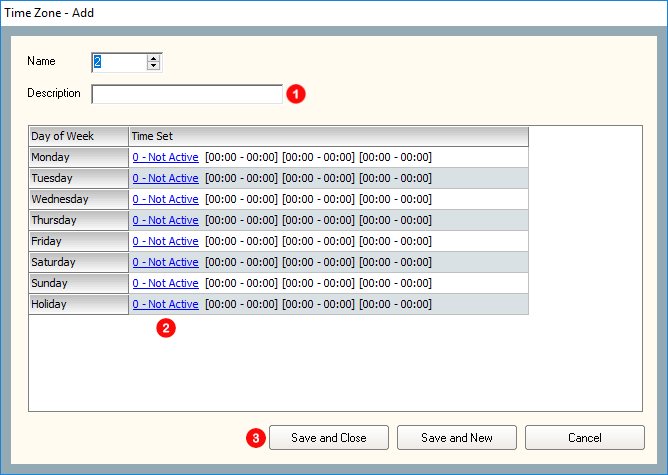 Time Zone - Add
Name 2
Description 1
Day of Week Time Set
Monday 0 - Not Active [00:00 - 00:00] [00:00 - 00:00] [00:00 - 00:00]
Tuesday 0 - Not Active [00:00 - 00:00] [00:00 - 00:00] [00:00 - 00:00]
Wednesday 0 - Not Active [00:00 - 00:00] [00:00 - 00:00] [00:00 - 00:00]
Thursday 0 - Not Active [00:00 - 00:00] [00:00 - 00:00] [00:00 - 00:00]
Friday 0 - Not Active [00:00 - 00:00] [00:00 - 00:00] [00:00 - 00:00]
Saturday 0 - Not Active [00:00 - 00:00] [00:00 - 00:00] [00:00 - 00:00]
Sunday 0 - Not Active [00:00 - 00:00] [00:00 - 00:00] [00:00 - 00:00]
Holiday 0 - Not Active [00:00 - 00:00] [00:00 - 00:00] [00:00 - 00:00]
2
3 Save and Close Save and New Cancel